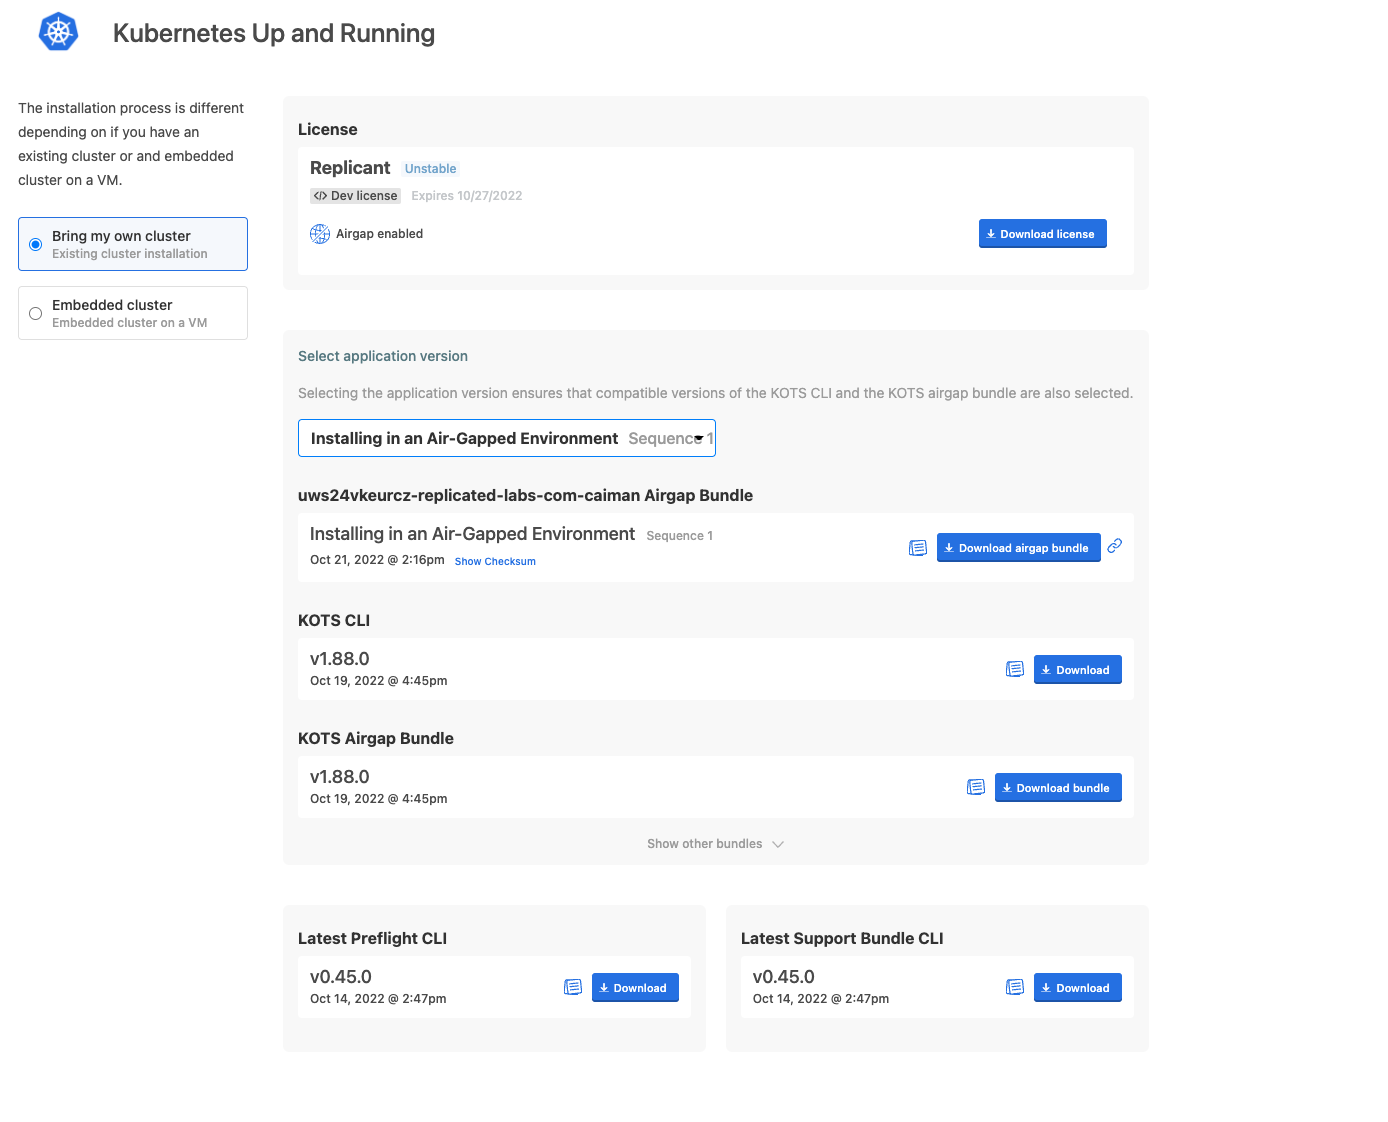 Kubernetes Up and Running
The installation process is different
depending on if you have an
existing cluster or and embedded
cluster on a VM.
Bring my own cluster
Existing cluster installation
Embedded cluster
Embedded cluster on a VM
License
Replicant Unstable
</> Dev license Expires 10/27/2022
Airgap enabled
Download license
Select application version
Selecting the application version ensures that compatible versions of the KOTS CLI and the KOTS airgap bundle are also selected.
Installing in an Air-Gapped Environment Sequence 1
uws24vkeurcz-replicated-labs-com-caiman Airgap Bundle
Installing in an Air-Gapped Environment Sequence 1
Oct 21, 2022 @ 2:16pm Show Checksum
Download airgap bundle
KOTS CLI
v1.88.0
Oct 19, 2022 @ 4:45pm
Download
KOTS Airgap Bundle
v1.88.0
Oct 19, 2022 @ 4:45pm
Download bundle
Show other bundles
Latest Preflight CLI
v0.45.0
Oct 14, 2022 @ 2:47pm
Download
Latest Support Bundle CLI
v0.45.0
Oct 14, 2022 @ 2:47pm
Download